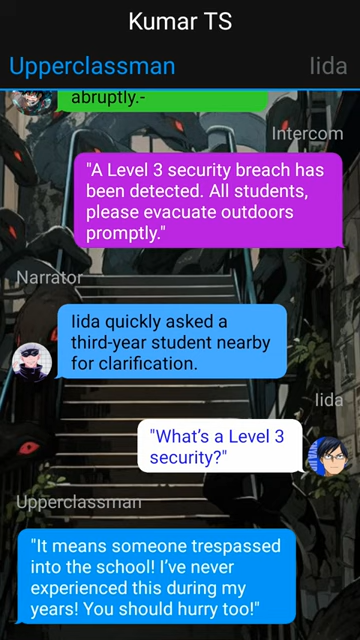 Kumar TS
Upperclassman
Iida
abruptly.-
Intercom
"A Level 3 security breach has
been detected. All students,
please evacuate outdoors
promptly."
Narrator
Iida quickly asked a
third-year student nearby
for clarification.
Iida
"What's a Level 3
security?"
Upperclassman
"It means someone trespassed
into the school! I've never
experienced this during my
years! You should hurry too!"